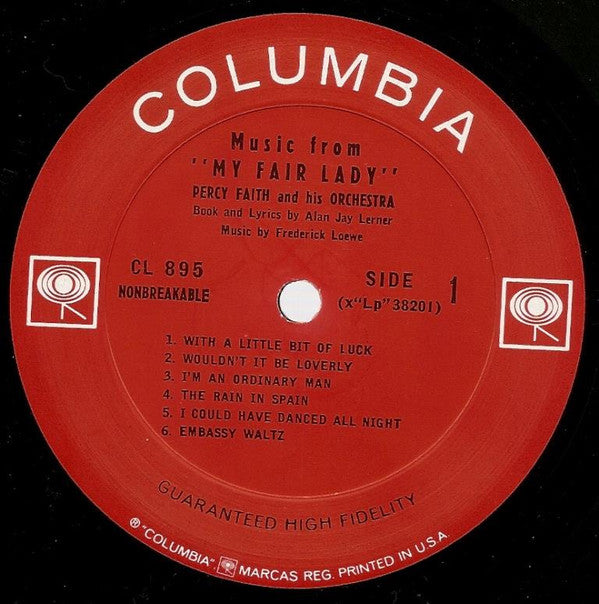 COLUMBIA
Music from
"MY FAIR LADY"
PERCY FAITH and his ORCHESTRA
Book and Lyrics by Alan Jay Lerner
Music by Frederick Loewe
CL 895
NONBREAKABLE
SIDE 1
(x"Lp"38201)
1. WITH A LITTLE BIT OF LUCK
2. WOULDN'T IT BE LOVERLY
3. I'M AN ORDINARY MAN
4. THE RAIN IN SPAIN
5. I COULD HAVE DANCED ALL NIGHT
6. EMBASSY WALTZ
GUARANTEED HIGH FIDELITY
® "COLUMBIA", MARCAS REG. PRINTED IN U.S.A.